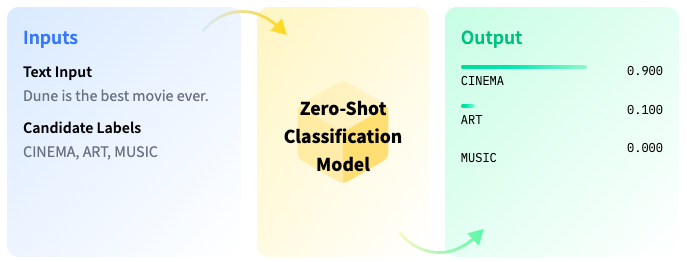 Inputs
Text Input
Dune is the best movie ever.
Candidate Labels
CINEMA, ART, MUSIC
Zero-Shot
Classification
Model
Output
CINEMA 0.900
ART 0.100
MUSIC 0.000